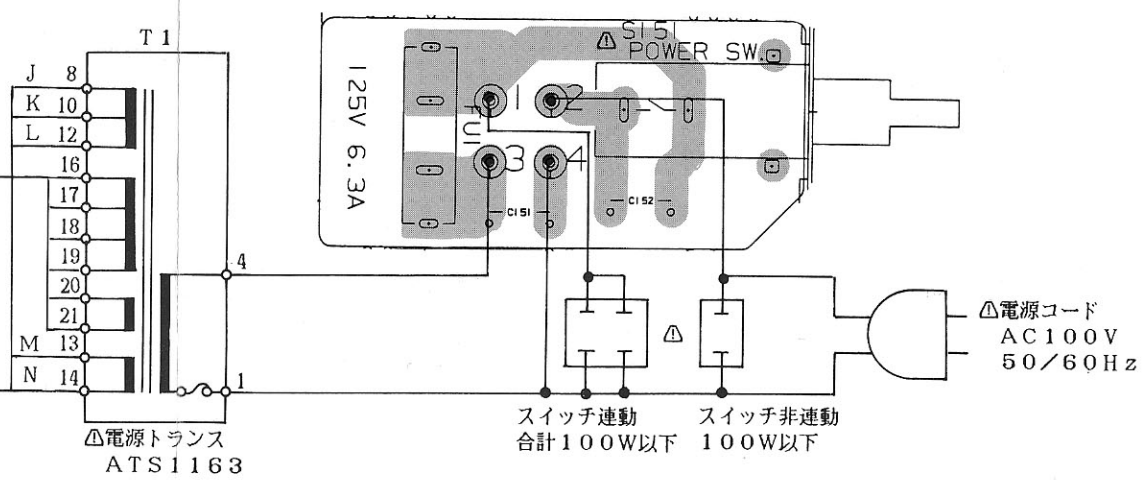 T1
J 8
K 10
L 12
16
17
18
19
20
21
M 13
N 14
4
1
⚠電源トランス
ATS1163
125V 6.3A
FU1
⚠ S151
POWER SW.
1
2
3
4
C151
C152
⚠
スイッチ連動
合計100W以下
スイッチ非連動
100W以下
⚠電源コード
AC100V
50/60Hz